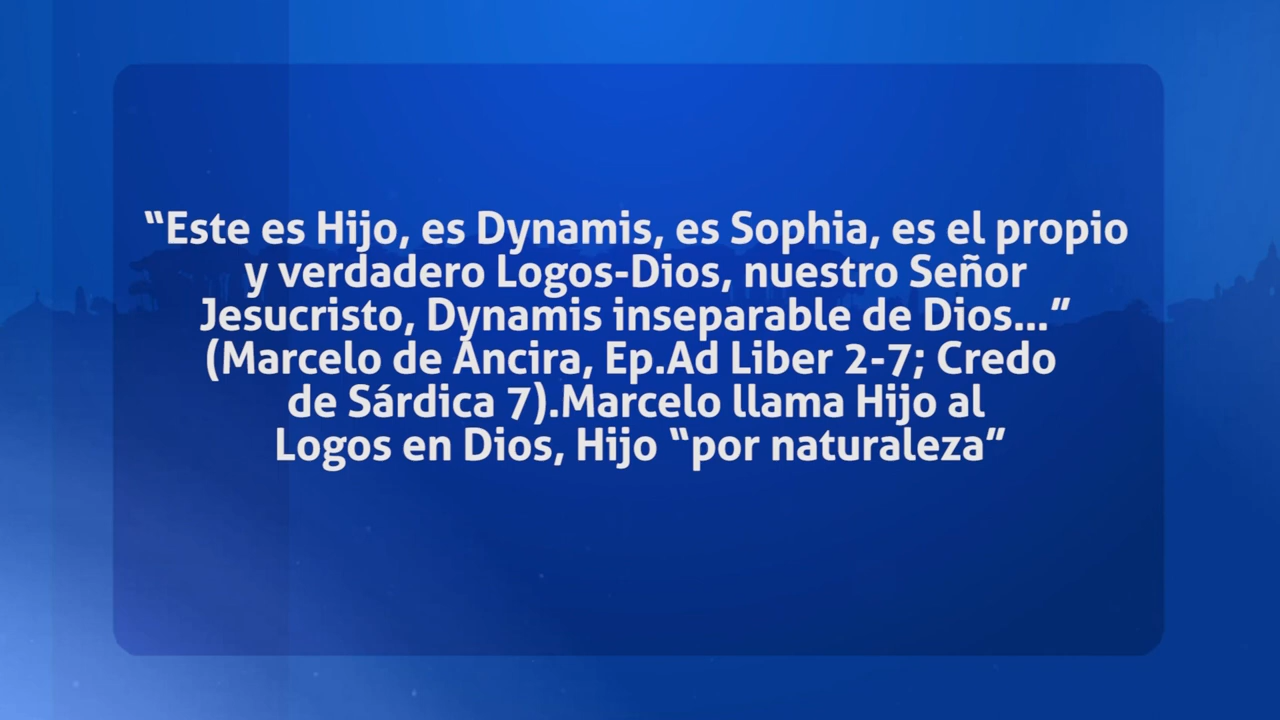 “Este es Hijo, es Dynamis, es Sophia, es el propio
y verdadero Logos-Dios, nuestro Señor
Jesucristo, Dynamis inseparable de Dios...”
(Marcelo de Ancira, Ep.Ad Liber 2-7; Credo
de Sárdica 7).Marcelo llama Hijo al
Logos en Dios, Hijo “por naturaleza”